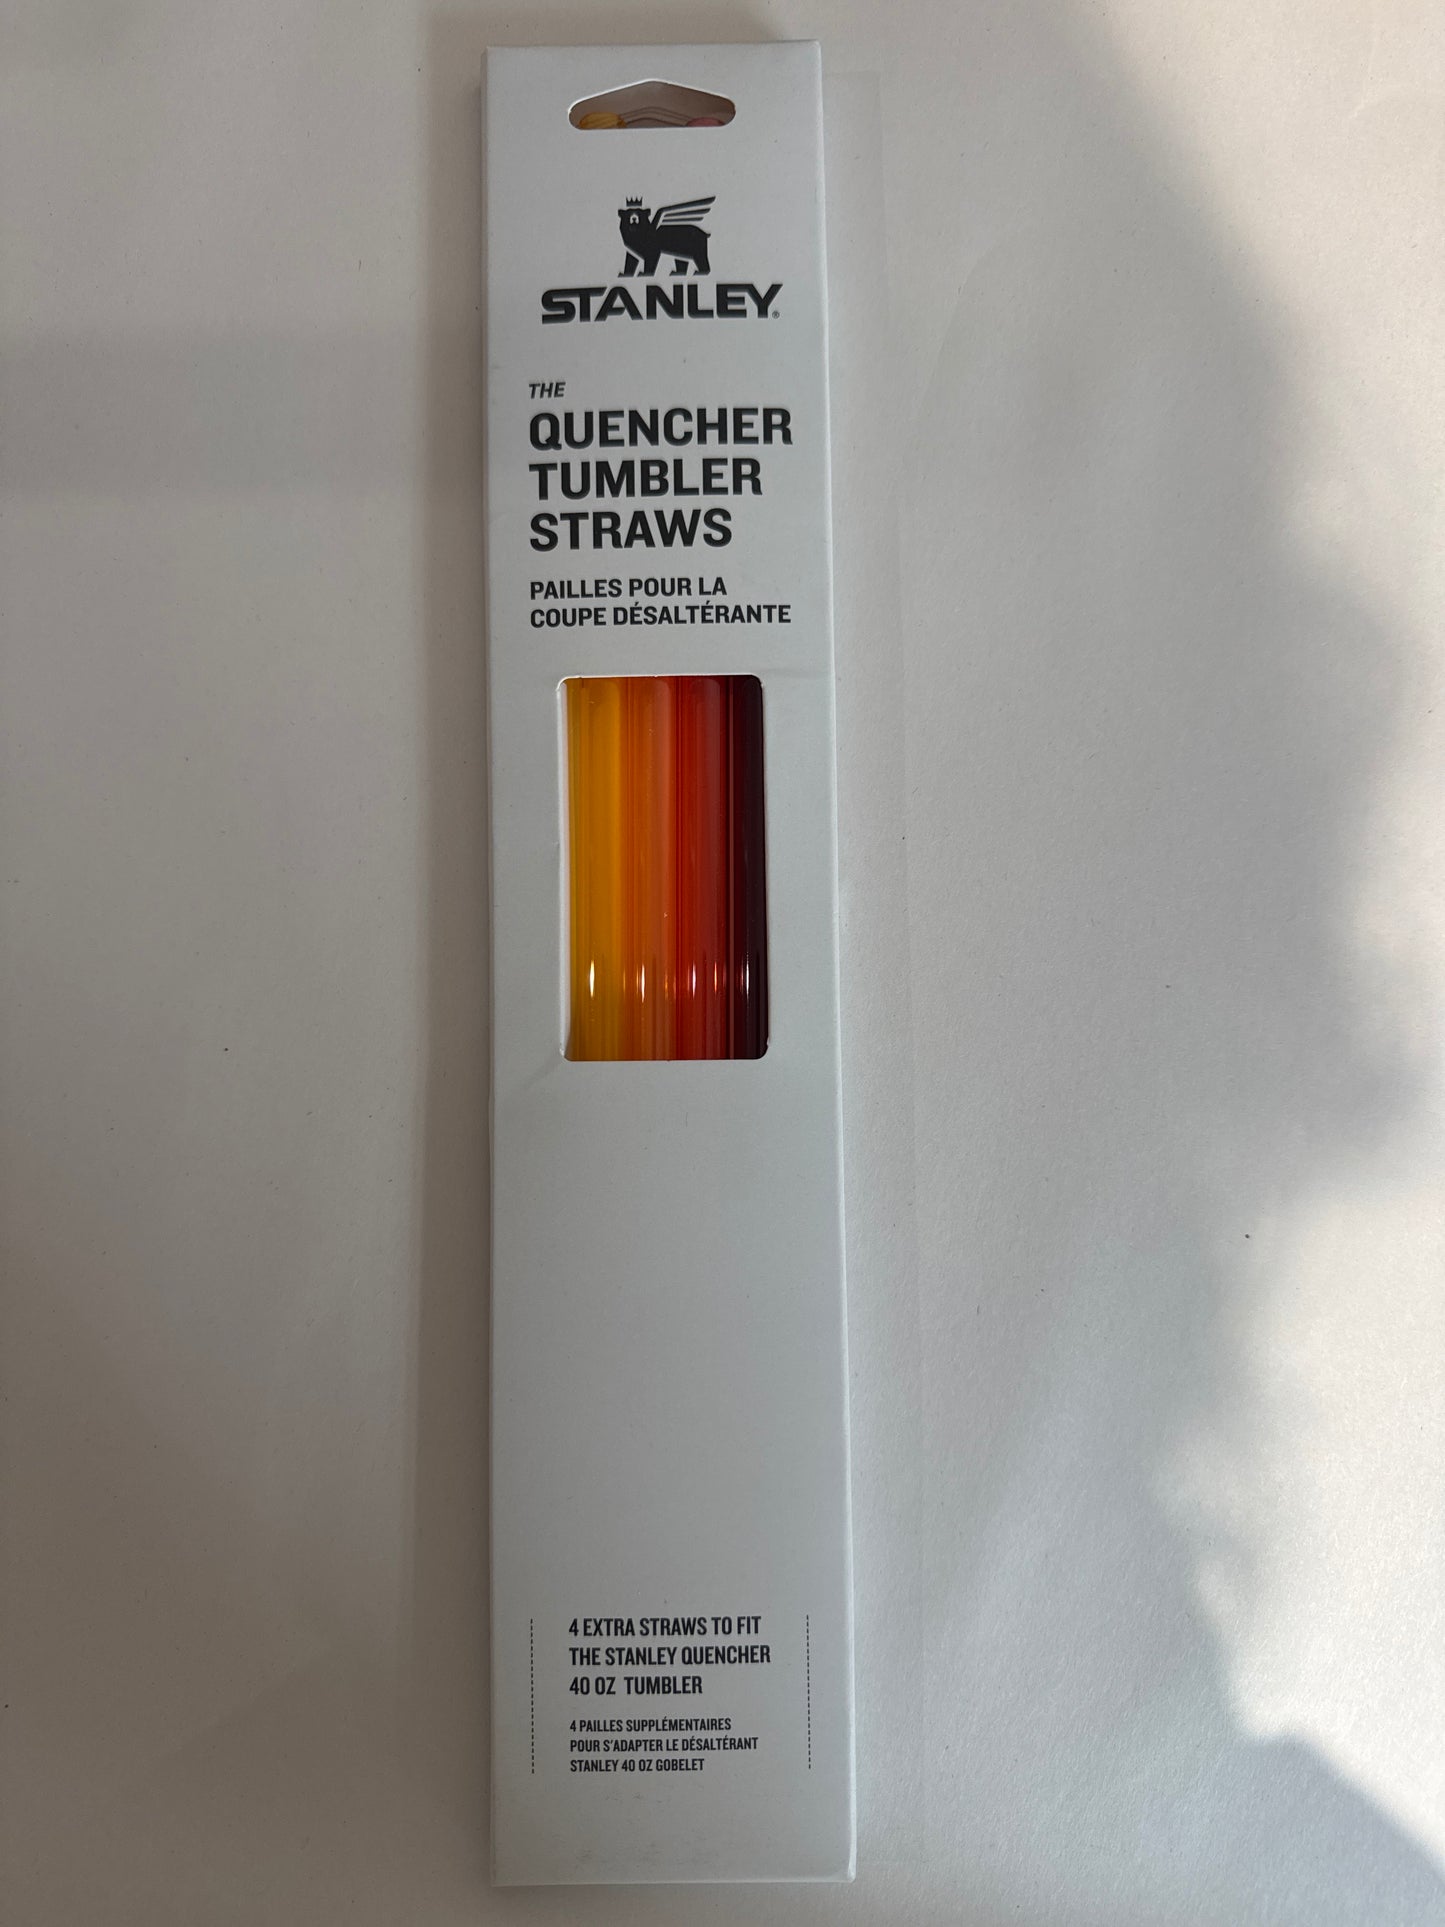 STANLEY®
THE
QUENCHER
TUMBLER
STRAWS
PAILLES POUR LA
COUPE DÉSALTÉRANTE
4 EXTRA STRAWS TO FIT
THE STANLEY QUENCHER
40 OZ TUMBLER
4 PAILLES SUPPLÉMENTAIRES
POUR S'ADAPTER LE DÉSALTÉRANT
STANLEY 40 OZ GOBELET